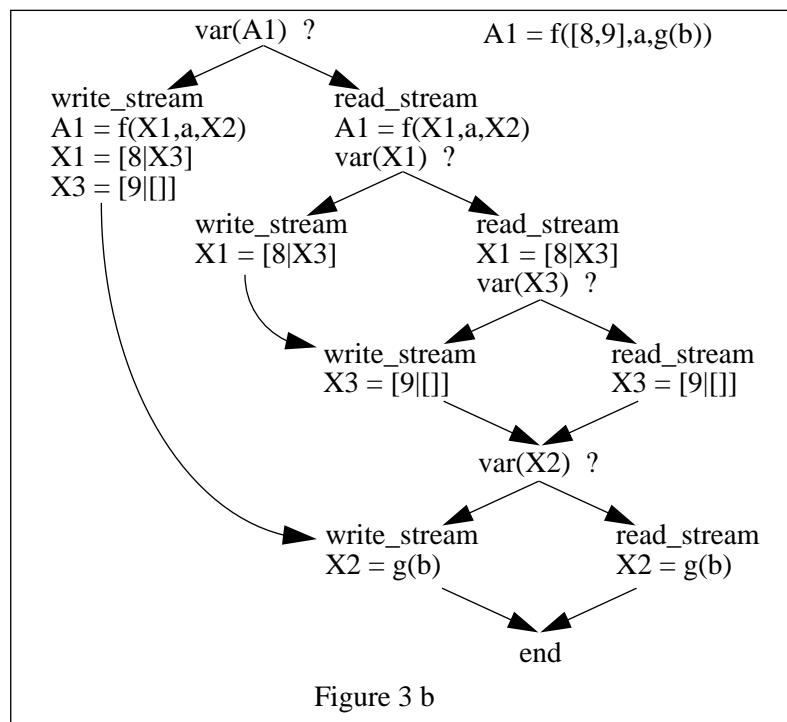 var(A1) ?
A1 = f([8,9],a,g(b))
write_stream
A1 = f(X1,a,X2)
X1 = [8|X3]
X3 = [9|[]]
read_stream
A1 = f(X1,a,X2)
var(X1) ?
write_stream
X1 = [8|X3]
read_stream
X1 = [8|X3]
var(X3) ?
write_stream
X3 = [9|[]]
read_stream
X3 = [9|[]]
var(X2) ?
write_stream
X2 = g(b)
read_stream
X2 = g(b)
end
Figure 3 b